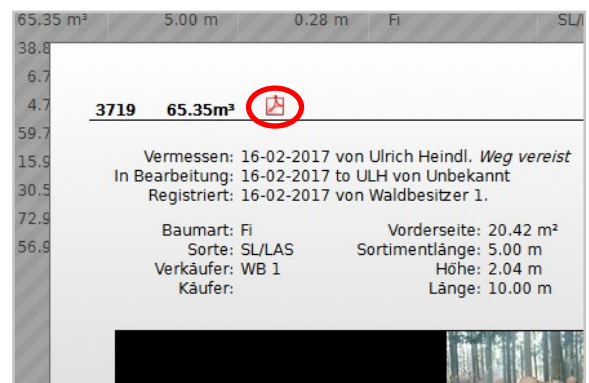 65.35 m³ 5.00 m 0.28 m Fi SL/
38.8
6.7
4.7
3719 65.35m³
59.7
Vermessen: 16-02-2017 von Ulrich Heindl. Weg vereist
15.9
In Bearbeitung: 16-02-2017 to ULH von Unbekannt
30.5
Registriert: 16-02-2017 von Waldbesitzer 1.
72.9
Baumart: Fi Vorderseite: 20.42 m²
56.9
Sorte: SL/LAS Sortimentlänge: 5.00 m
Verkäufer: WB 1 Höhe: 2.04 m
Käufer: Länge: 10.00 m